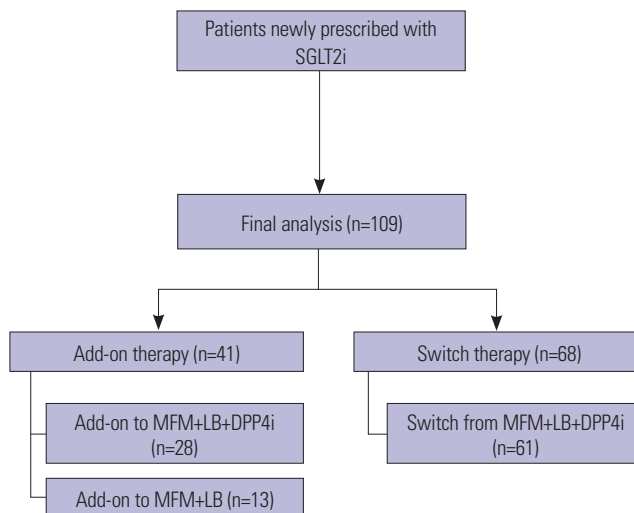 Patients newly prescribed with
SGLT2i
Final analysis (n=109)
Add-on therapy (n=41)
Switch therapy (n=68)
Add-on to MFM+LB+DPP4i
(n=28)
Switch from MFM+LB+DPP4i
(n=61)
Add-on to MFM+LB (n=13)